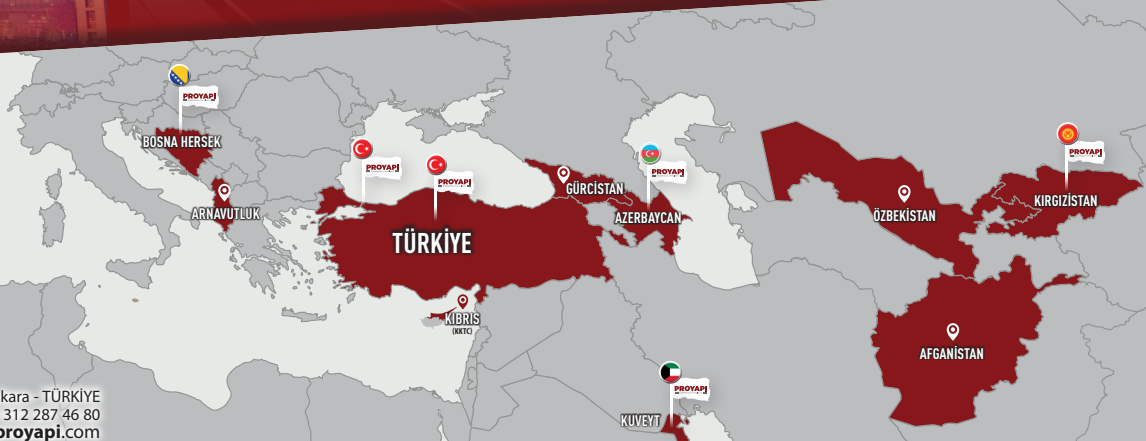 PROYAPI
BOSNA HERSEK
PROYAPI
PROYAPI
PROYAPI
PROYAPI
GÜRCİSTAN
ARNAVUTLUK
AZERBAYCAN
ÖZBEKİSTAN
KIRGIZİSTAN
TÜRKİYE
KIBRIS
(KKTC)
AFGANİSTAN
PROYAPI
KUVEYT
kara - TÜRKİYE
312 287 46 80
proyapi.com